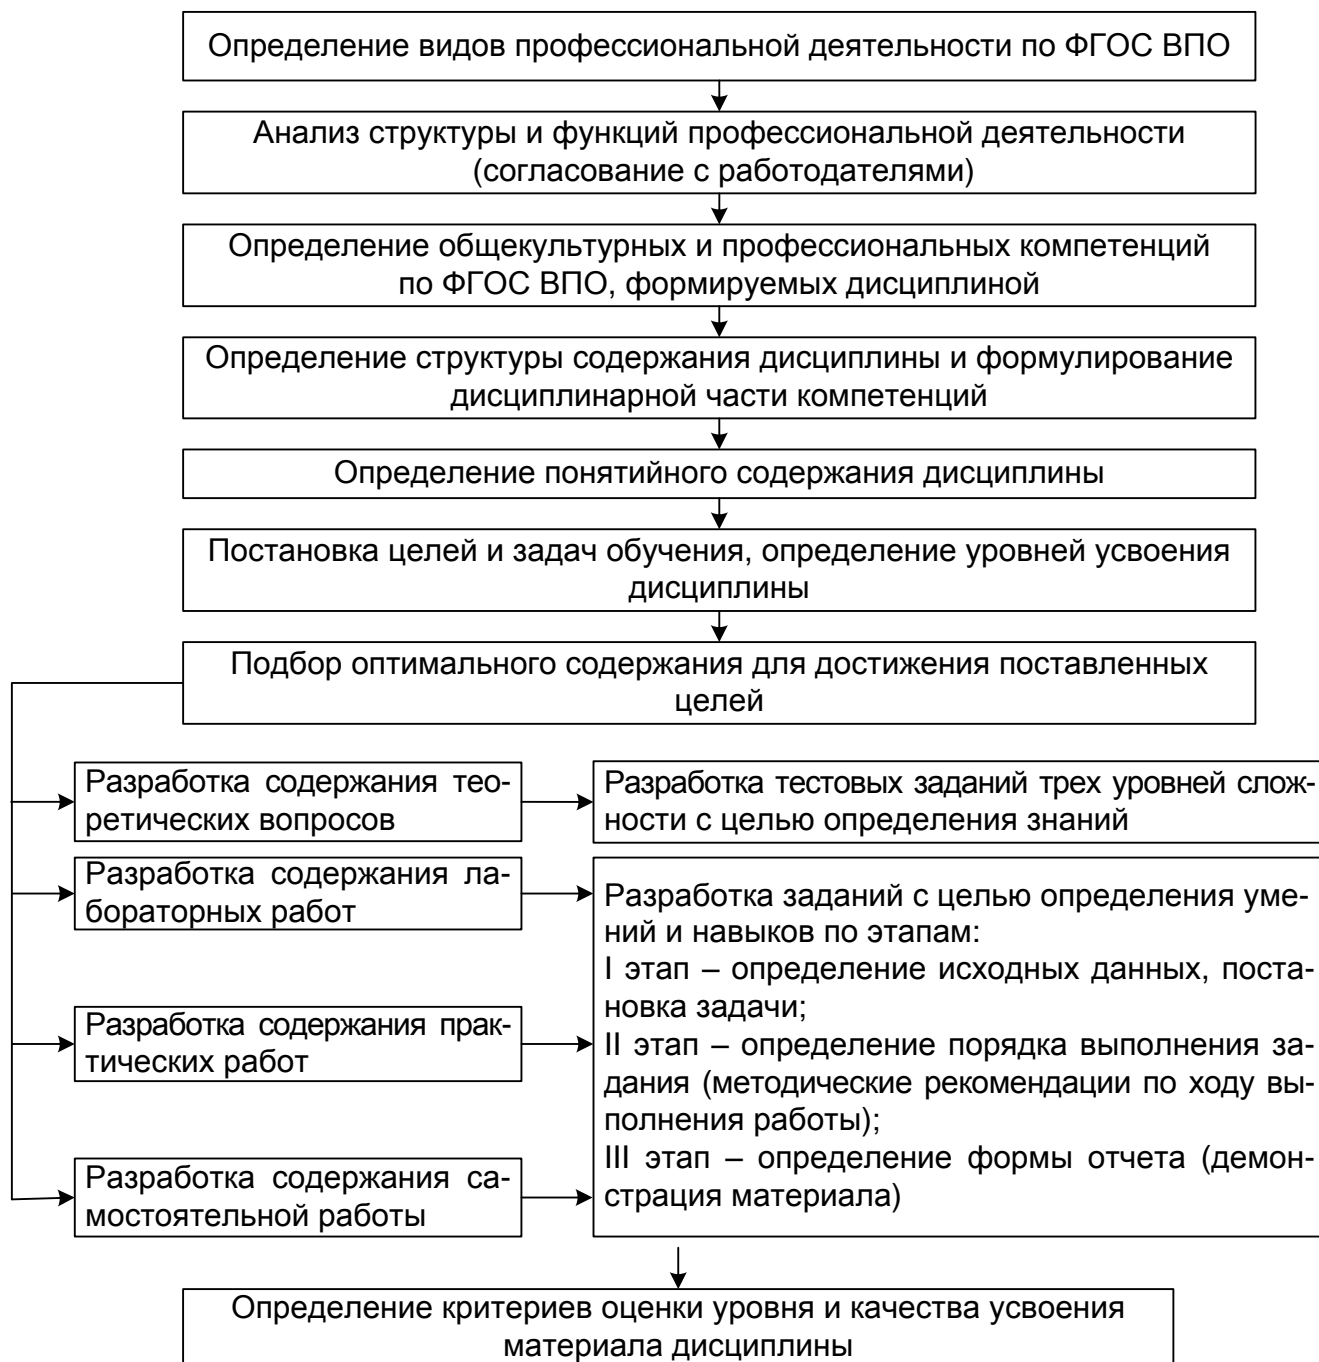 Определение видов профессиональной деятельности по ФГОС ВПО
Анализ структуры и функций профессиональной деятельности
(согласование с работодателями)
Определение общекультурных и профессиональных компетенций
по ФГОС ВПО, формируемых дисциплиной
Определение структуры содержания дисциплины и формулирование
дисциплинарной части компетенций
Определение понятийного содержания дисциплины
Постановка целей и задач обучения, определение уровней усвоения
дисциплины
Подбор оптимального содержания для достижения поставленных
целей
Разработка содержания тео-
ретических вопросов
Разработка тестовых заданий трех уровней слож-
ности с целью определения знаний
Разработка содержания ла-
бораторных работ
Разработка содержания прак-
тических работ
Разработка содержания са-
мостоятельной работы
Разработка заданий с целью определения уме-
ний и навыков по этапам:
I этап – определение исходных данных, поста-
новка задачи;
II этап – определение порядка выполнения за-
дания (методические рекомендации по ходу вы-
полнения работы);
III этап – определение формы отчета (демон-
страция материала)
Определение критериев оценки уровня и качества усвоения
материала дисциплины